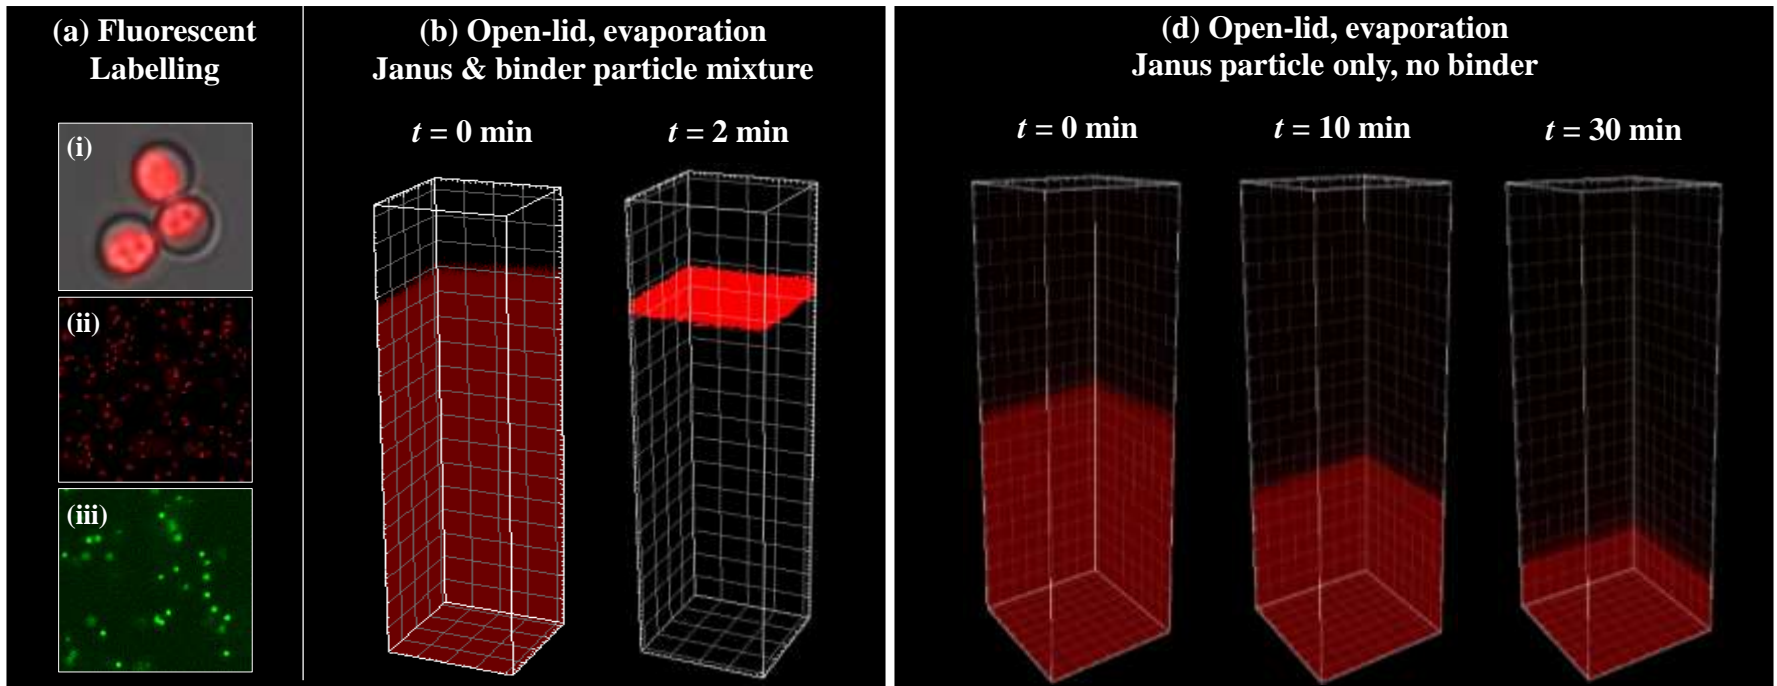 (a) Fluorescent
Labelling
(i)
(ii)
(iii)
(b) Open-lid, evaporation
Janus & binder particle mixture
t = 0 min
t = 2 min
(d) Open-lid, evaporation
Janus particle only, no binder
t = 0 min
t = 10 min
t = 30 min